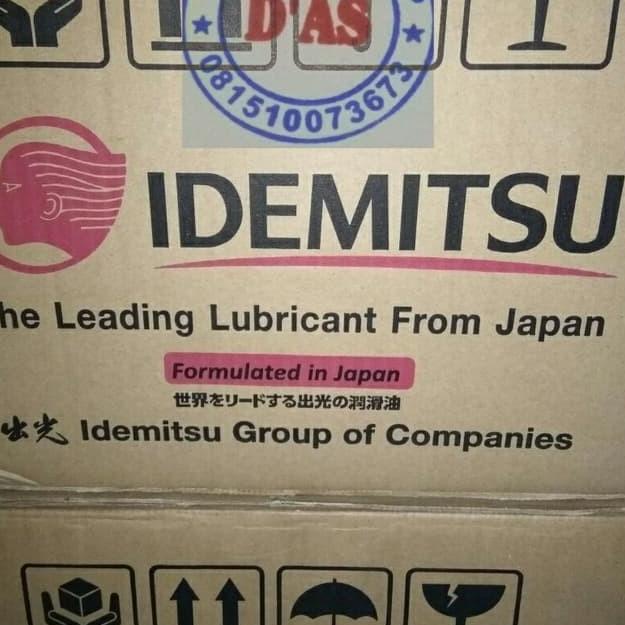 D'AS
081510073673
IDEMITSU
he Leading Lubricant From Japan
Formulated in Japan
世界をリードする出光の潤滑油
出光 Idemitsu Group of Companies